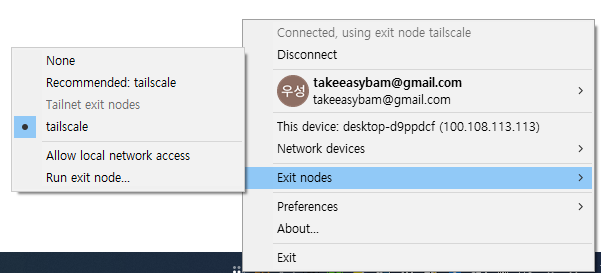 None
Recommended: tailscale
Tailnet exit nodes
tailscale
Allow local network access
Run exit node...
Connected, using exit node tailscale
Disconnect
우성
takeeasybam@gmail.com
takeeasybam@gmail.com
This device: desktop-d9ppdcf (100.108.113.113)
Network devices
Exit nodes
Preferences
About...
Exit